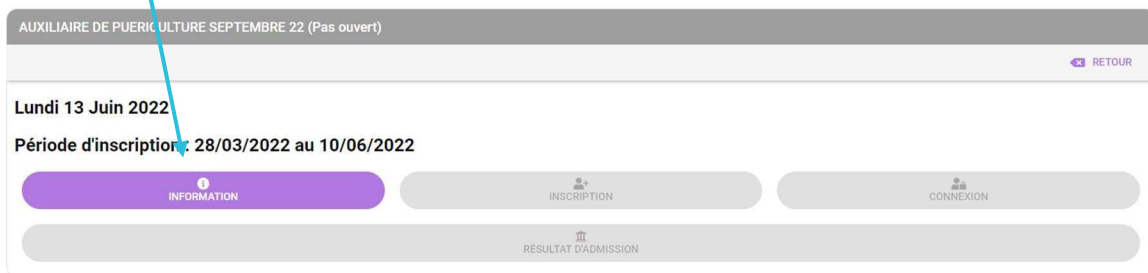 AUXILIAIRE DE PUERICULTURE SEPTEMBRE 22 (Pas ouvert)
RETOUR
Lundi 13 Juin 2022
Période d'inscription : 28/03/2022 au 10/06/2022
INFORMATION
INSCRIPTION
CONNEXION
RÉSULTAT D'ADMISSION